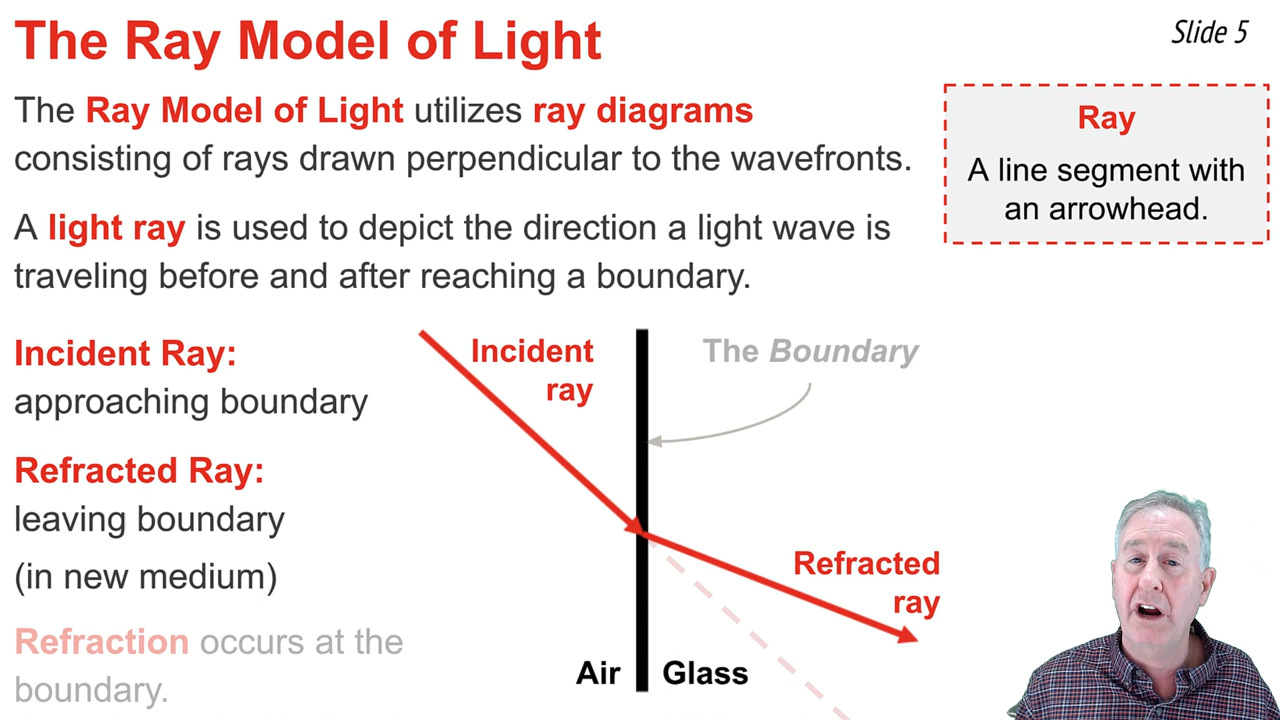 The Ray Model of Light
Slide 5
The Ray Model of Light utilizes ray diagrams
consisting of rays drawn perpendicular to the wavefronts.
Ray
A line segment with
an arrowhead.
A light ray is used to depict the direction a light wave is
traveling before and after reaching a boundary.
Incident Ray:
approaching boundary
Refracted Ray:
leaving boundary
(in new medium)
Refraction occurs at the
boundary.
Incident
ray
The Boundary
Refracted
ray
Air
Glass